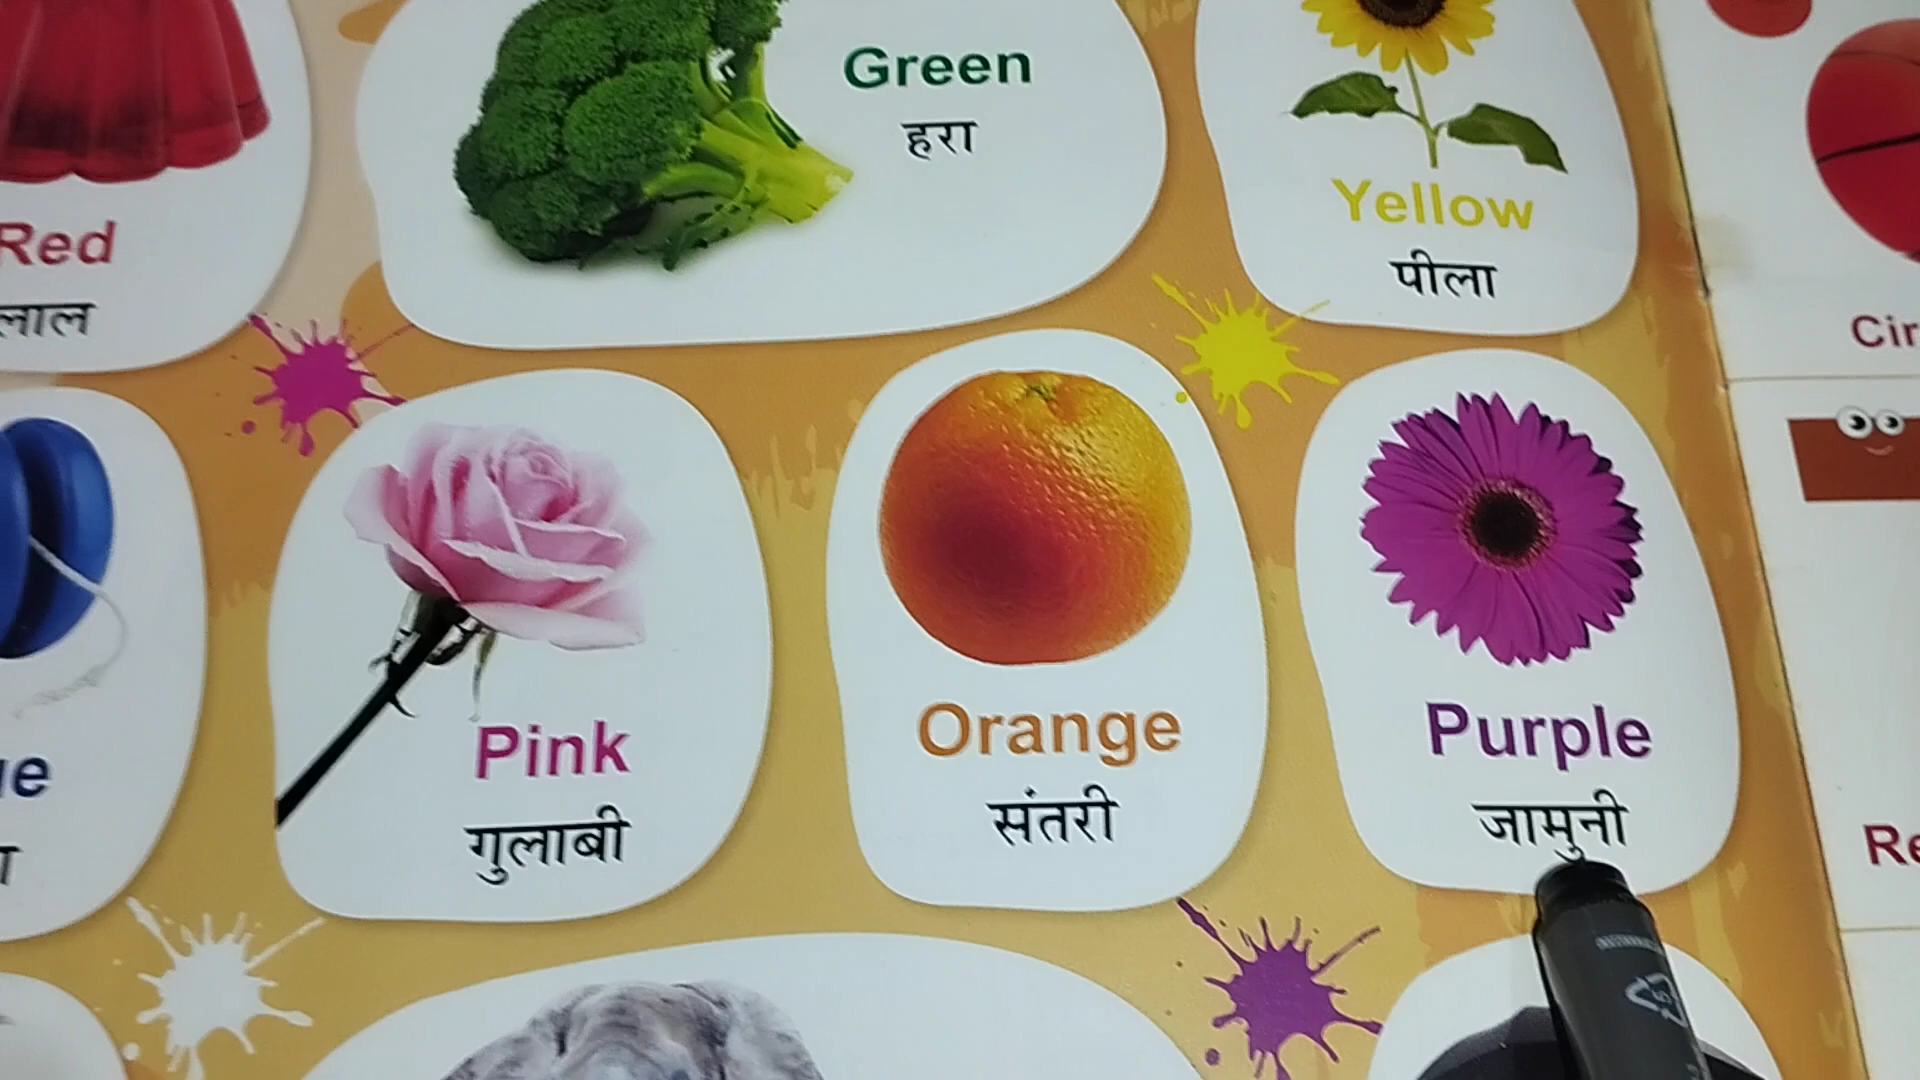 Green
हरा
Yellow
पीला
Red
लाल
Pink
गुलाबी
Orange
संतरी
Purple
जामुनी